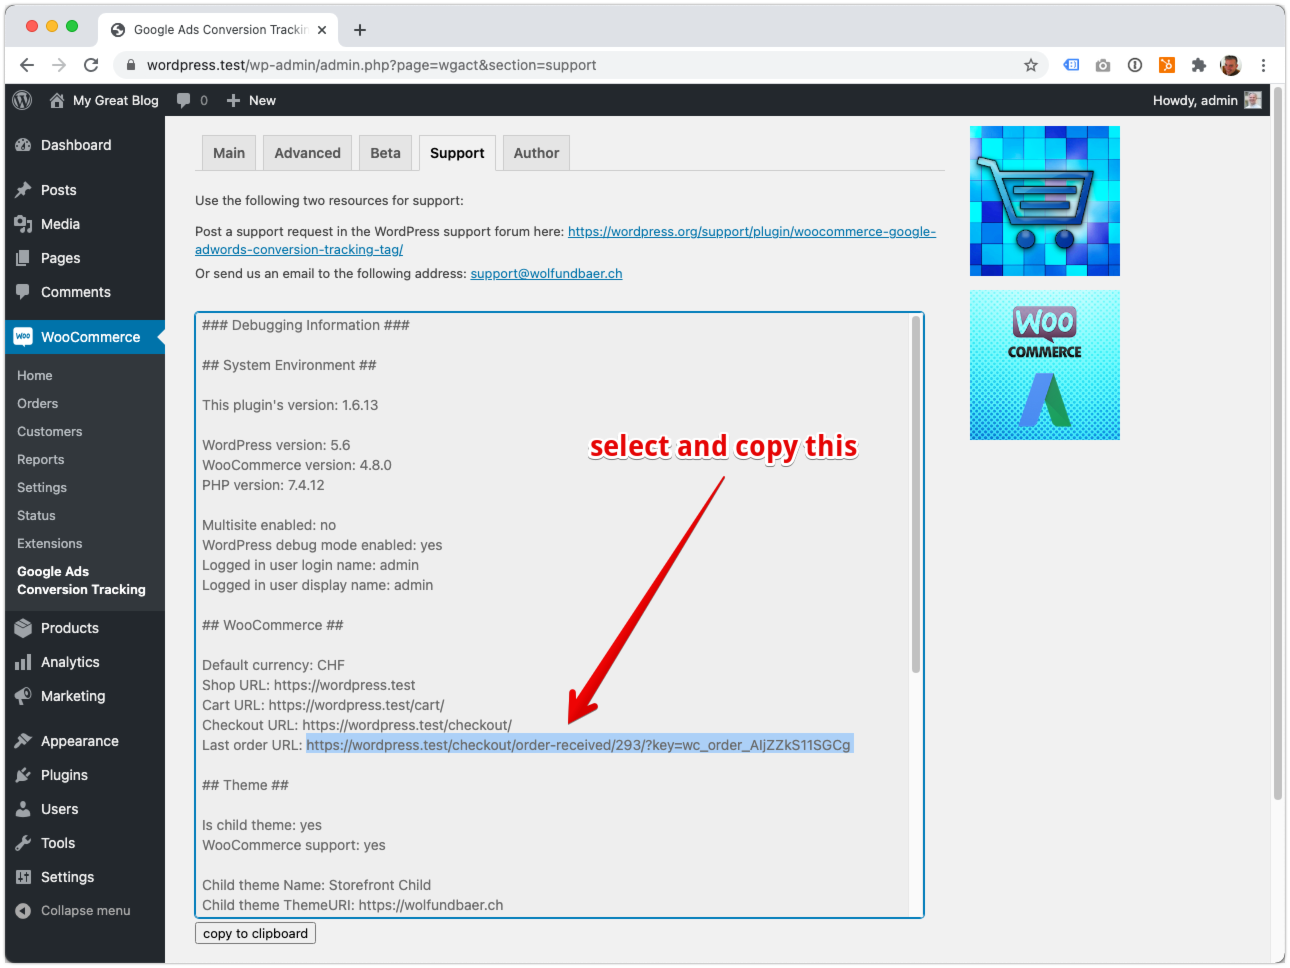 Google Ads Conversion Trackin
wordpress.test/wp-admin/admin.php?page=wgact&section=support
My Great Blog 0 New Howdy, admin
Dashboard
Posts
Media
Pages
Comments
WooCommerce
Home
Orders
Customers
Reports
Settings
Status
Extensions
Google Ads
Conversion Tracking
Products
Analytics
Marketing
Appearance
Plugins
Users
Tools
Settings
Collapse menu
Main Advanced Beta Support Author
Use the following two resources for support:
Post a support request in the WordPress support forum here: https://wordpress.org/support/plugin/woocommerce-google-
adwords-conversion-tracking-tag/
Or send us an email to the following address: support@wolfundbaer.ch
### Debugging Information ###
## System Environment ##
This plugin's version: 1.6.13
WordPress version: 5.6
WooCommerce version: 4.8.0
PHP version: 7.4.12
Multisite enabled: no
WordPress debug mode enabled: yes
Logged in user login name: admin
Logged in user display name: admin
## WooCommerce ##
Default currency: CHF
Shop URL: https://wordpress.test
Cart URL: https://wordpress.test/cart/
Checkout URL: https://wordpress.test/checkout/
Last order URL: https://wordpress.test/checkout/order-received/293/?key=wc_order_AIjZZkS11SGCg
## Theme ##
Is child theme: yes
WooCommerce support: yes
Child theme Name: Storefront Child
Child theme ThemeURI: https://wolfundbaer.ch
copy to clipboard
select and copy this
WOO
COMMERCE